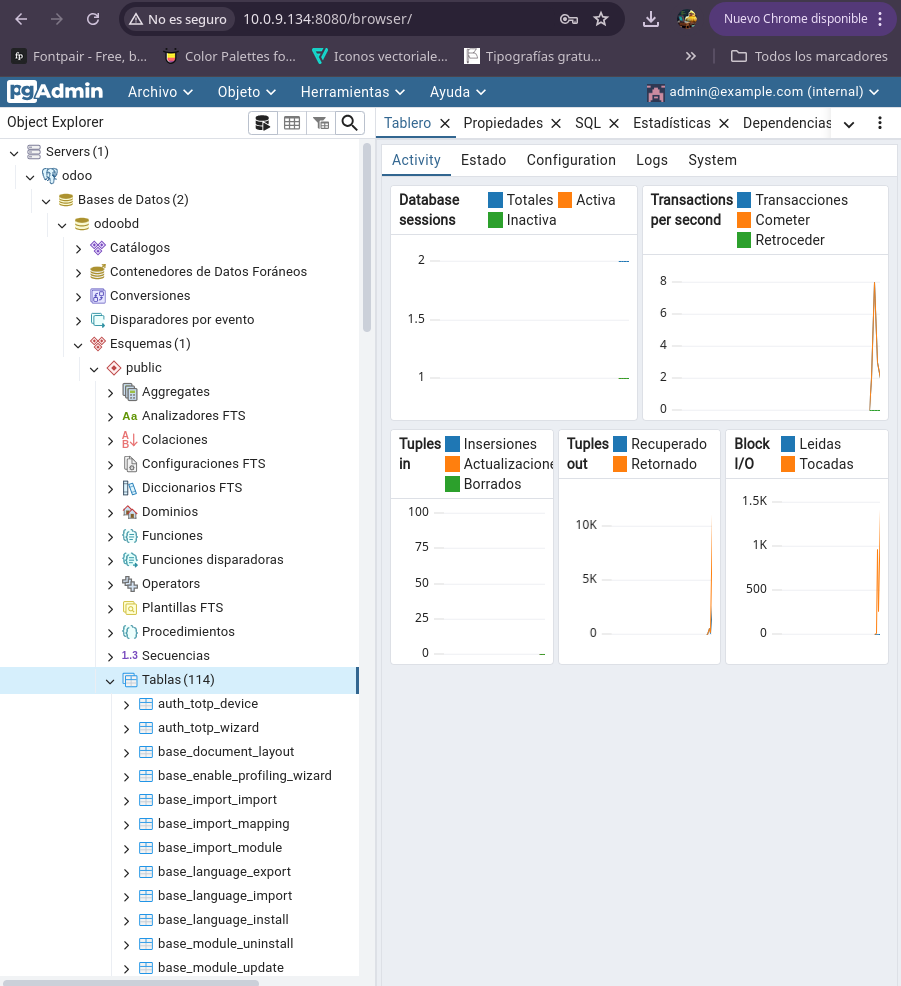 No es seguro 10.0.9.134:8080/browser/ Nuevo Chrome disponible
fp Fontpair - Free, b... Color Palettes fo... Iconos vectoriale... Tipografías gratu... » Todos los marcadores
pgAdmin Archivo Objeto Herramientas Ayuda admin@example.com (internal)
Object Explorer
Tablero Propiedades SQL Estadísticas Dependencias
Servers (1)
odoo
Bases de Datos (2)
odoobd
Catálogos
Contenedores de Datos Foráneos
Conversiones
Disparadores por evento
Esquemas (1)
public
Aggregates
Aa Analizadores FTS
Colaciones
Configuraciones FTS
Diccionarios FTS
Dominios
Funciones
Funciones disparadoras
Operators
Plantillas FTS
Procedimientos
1..3 Secuencias
Tablas (114)
auth_totp_device
auth_totp_wizard
base_document_layout
base_enable_profiling_wizard
base_import_import
base_import_mapping
base_import_module
base_language_export
base_language_import
base_language_install
base_module_uninstall
base_module_update
Activity Estado Configuration Logs System
Database sessions
Totales Activa
Inactiva
2
1.5
1
Transactions per second
Transacciones
Cometer
Retroceder
8
6
4
2
0
Tuples in
Inserciones
Actualizacione
Borrados
100
75
50
25
0
Tuples out
Recuperado
Retornado
10K
5K
0
Block I/O
Leidas
Tocadas
1.5K
1K
500
0